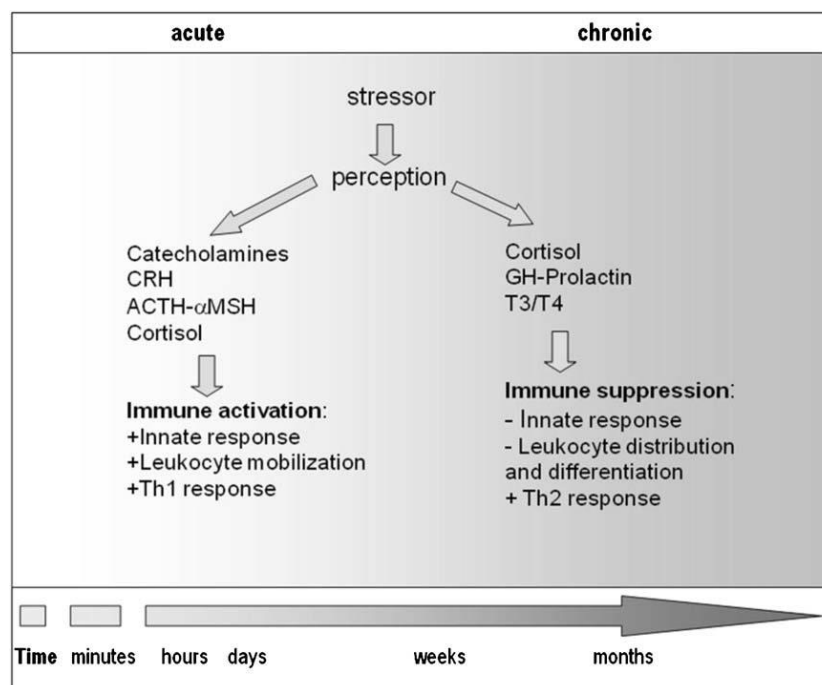 acute chronic
stressor
perception
Catecholamines
CRH
ACTH-αMSH
Cortisol
Immune activation:
+Innate response
+Leukocyte mobilization
+Th1 response
Cortisol
GH-Prolactin
T3/T4
Immune suppression:
- Innate response
- Leukocyte distribution
and differentiation
+ Th2 response
Time minutes hours days weeks months